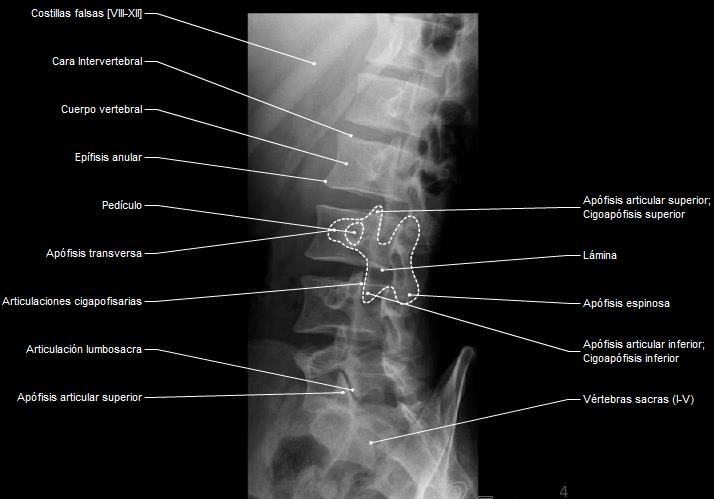 Costillas falsas [VIII-XII]
Cara Intervertebral
Cuerpo vertebral
Epífisis anular
Pedículo
Apófisis transversa
Articulaciones cigapofisarias
Articulación lumbosacra
Apófisis articular superior
Apófisis articular superior;
Cigoapófisis superior
Lámina
Apófisis espinosa
Apófisis articular inferior;
Cigoapófisis inferior
Vértebras sacras (I-V)
4